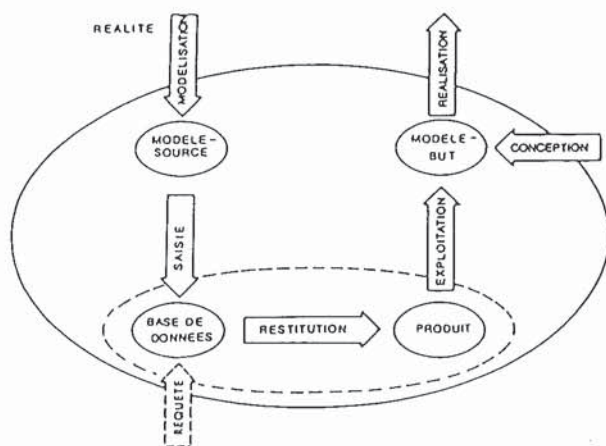 REALITE
MODELISATION
REALISATION
MODELE-
SOURCE
MODELE-
BUT
CONCEPTION
SAISIE
EXPLOITATION
BASE DE
DONNEES
RESTITUTION
PRODUIT
REQUETE